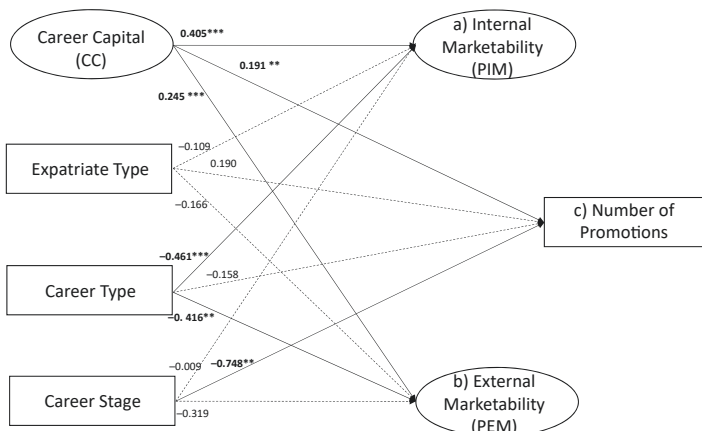 Career Capital
(CC)
0.405***
a) Internal
Marketability
(PIM)
0.191 **
0.245 ***
−0.109
Expatriate Type
0.190
−0.166
c) Number of
Promotions
−0.461***
−0.158
Career Type
−0. 416**
−0.009
−0.748**
Career Stage
−0.319
b) External
Marketability
(PEM)